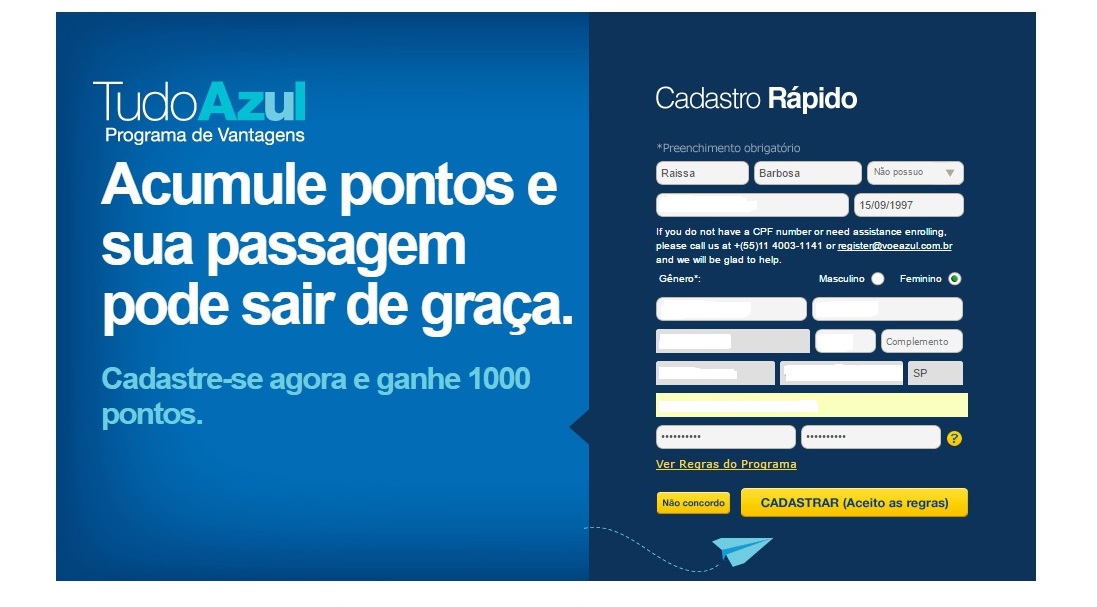 TudoAzul
Programa de Vantagens
Acumule pontos e
sua passagem
pode sair de graça.
Cadastre-se agora e ganhe 1000
pontos.
Cadastro Rápido
*Preenchimento obrigatório
Raissa Barbosa Não possuo
15/09/1997
If you do not have a CPF number or need assistance enrolling,
please call us at +(55)11 4003-1141 or register@voeazul.com.br
and we will be glad to help.
Gênero*: Masculino Feminino
Complemento
SP
•••••••••• ••••••••••
?
Ver Regras do Programa
Não concordo CADASTRAR (Aceito as regras)